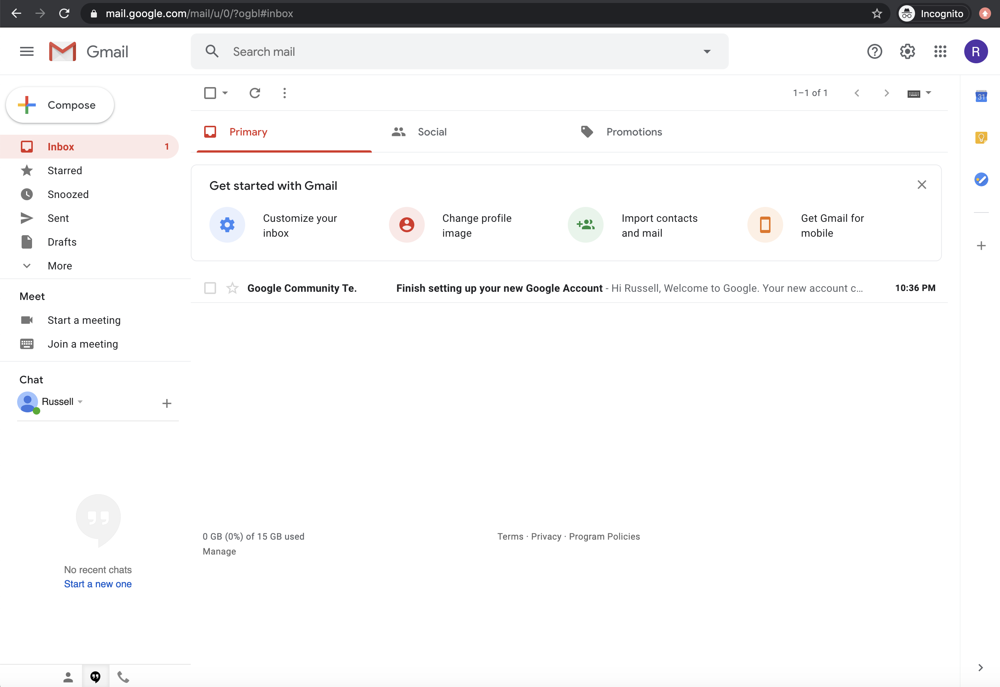 mail.google.com/mail/u/0/?ogbl#inbox
Incognito
Gmail
Search mail
R
Compose
1–1 of 1
31
Inbox 1
Starred
Snoozed
Sent
Drafts
More
Meet
Start a meeting
Join a meeting
Chat
Russell
No recent chats
Start a new one
Primary
Social
Promotions
Get started with Gmail
Customize your
inbox
Change profile
image
Import contacts
and mail
Get Gmail for
mobile
Google Community Te. Finish setting up your new Google Account - Hi Russell, Welcome to Google. Your new account c... 10:36 PM
0 GB (0%) of 15 GB used
Manage
Terms · Privacy · Program Policies